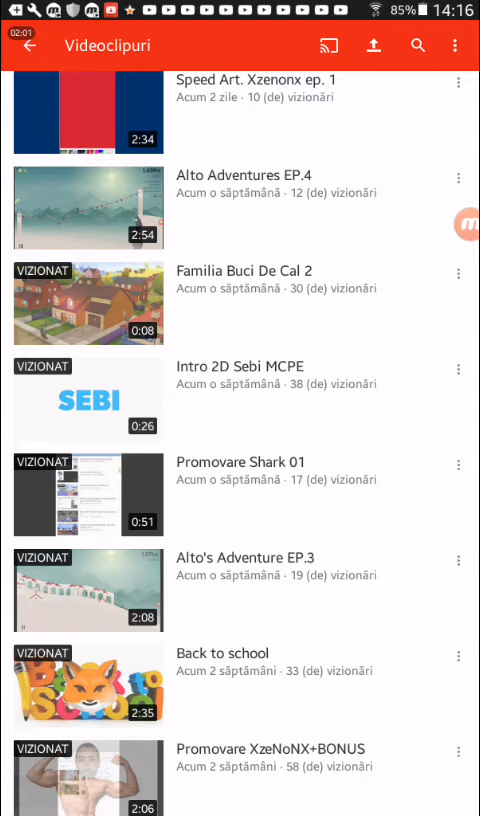 85% 14:16
02:01
Videoclipuri
Speed Art. Xzenonx ep. 1
Acum 2 zile · 10 (de) vizionări
2:34
Alto Adventures EP.4
Acum o săptămână · 12 (de) vizionări
2:54
VIZIONAT
Familia Buci De Cal 2
Acum o săptămână · 30 (de) vizionări
0:08
VIZIONAT
Intro 2D Sebi MCPE
Acum o săptămână · 38 (de) vizionări
SEBI
0:26
VIZIONAT
Promovare Shark 01
Acum o săptămână · 17 (de) vizionări
0:51
VIZIONAT
Alto's Adventure EP.3
Acum o săptămână · 19 (de) vizionări
2:08
VIZIONAT
Back to school
Acum 2 săptămâni · 33 (de) vizionări
Back to
School
2:35
VIZIONAT
Promovare XzeNoNX+BONUS
Acum 2 săptămâni · 58 (de) vizionări
2:06